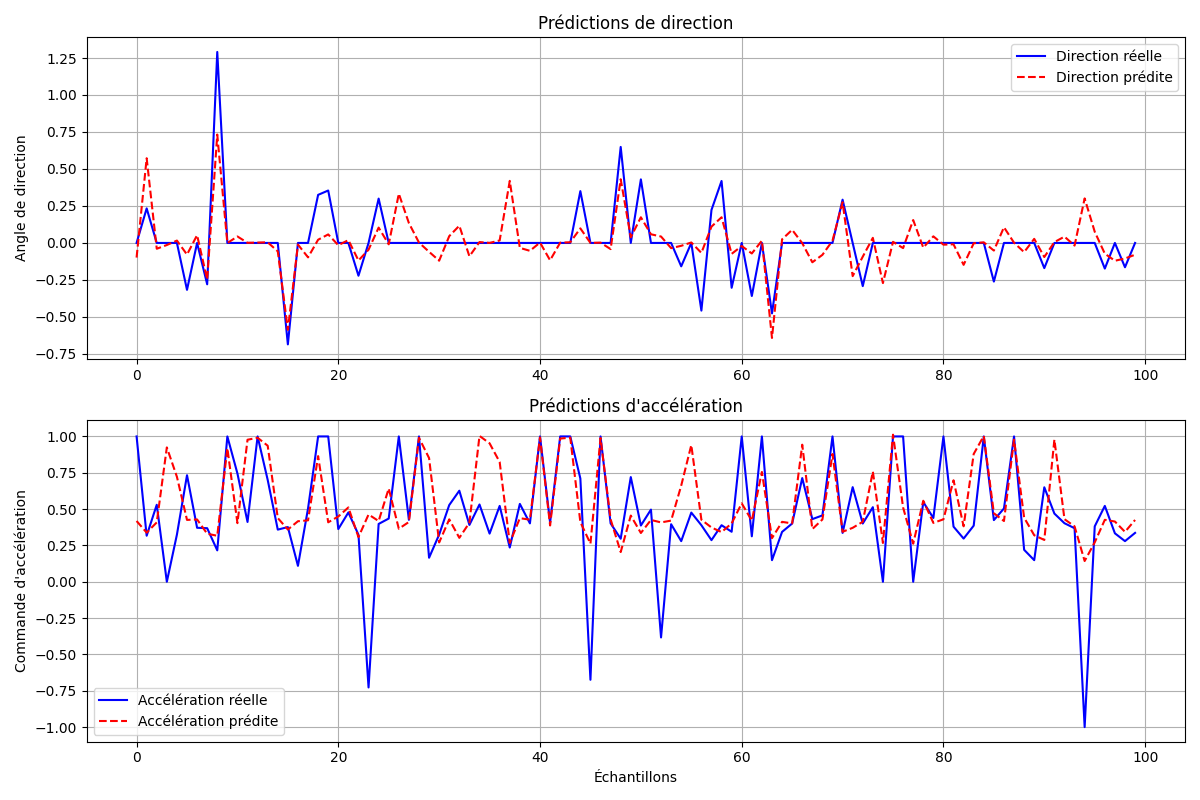 Prédictions de direction
Angle de direction
1.25
1.00
0.75
0.50
0.25
0.00
−0.25
−0.50
−0.75
Direction réelle
Direction prédite
0 20 40 60 80 100
Prédictions d'accélération
Commande d'accélération
1.00
0.75
0.50
0.25
0.00
−0.25
−0.50
−0.75
−1.00
Accélération réelle
Accélération prédite
0 20 40 60 80 100
Échantillons